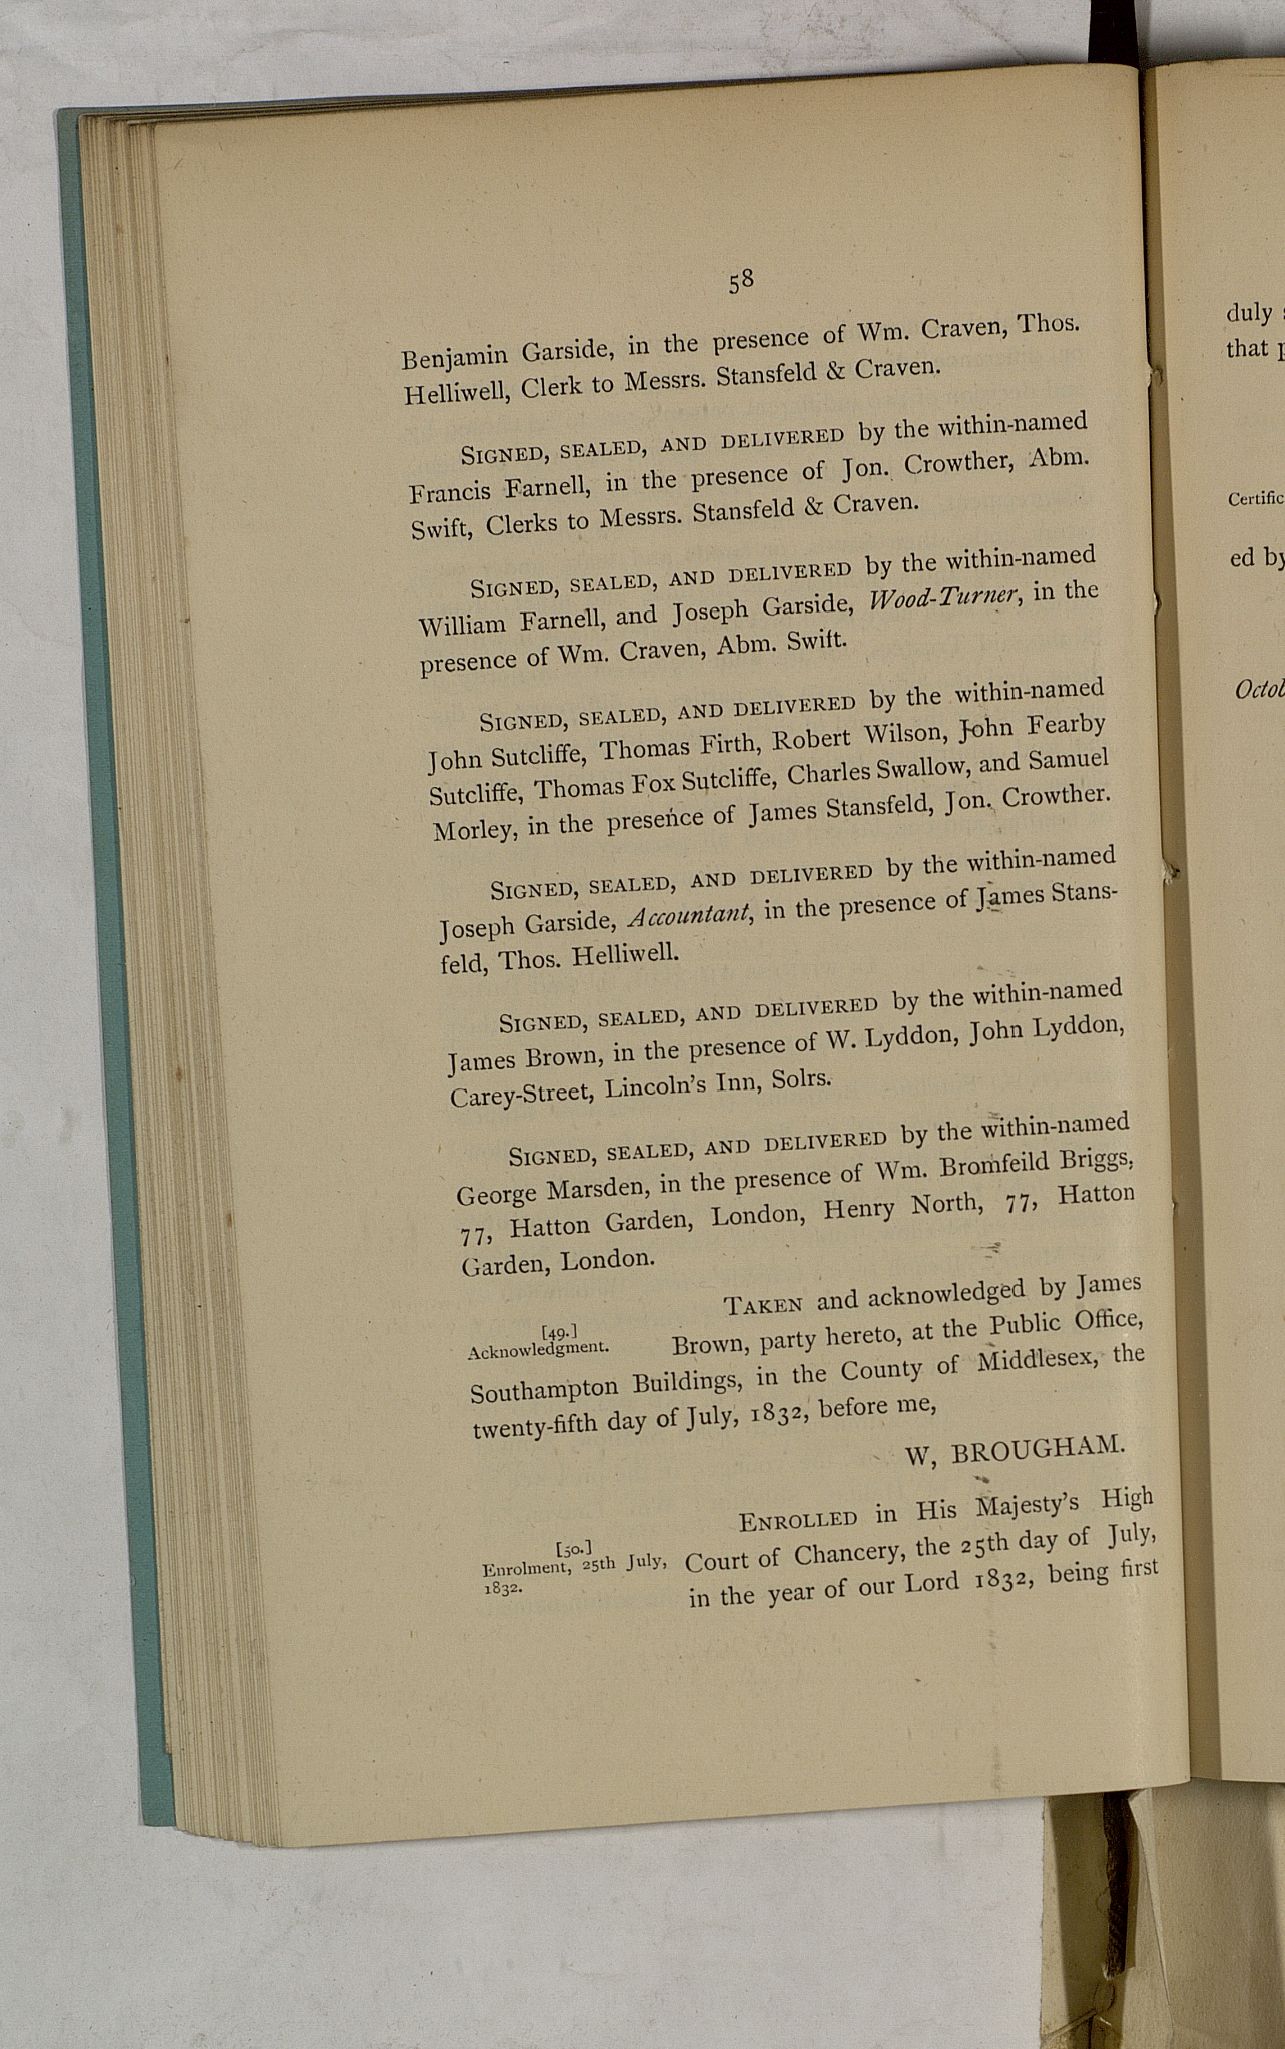 58
Benjamin Garside, in the presence of Wm. Craven, Thos.
Helliwell, Clerk to Messrs. Stansfeld & Craven.
SIGNED, SEALED, AND DELIVERED by the within-named
Francis Farnell, in the presence of Jon. Crowther, Abm.
Swift, Clerks to Messrs. Stansfeld & Craven.
SIGNED, SEALED, AND DELIVERED by the within-named
William Farnell, and Joseph Garside, Wood-Turner, in the
presence of Wm. Craven, Abm. Swift.
SIGNED, SEALED, AND DELIVERED by the within-named
John Sutcliffe, Thomas Firth, Robert Wilson, John Fearby
Sutcliffe, Thomas Fox Sutcliffe, Charles Swallow, and Samuel
Morley, in the presence of James Stansfeld, Jon. Crowther.
SIGNED, SEALED, AND DELIVERED by the within-named
Joseph Garside, Accountant, in the presence of James Stans-
feld, Thos. Helliwell.
SIGNED, SEALED, AND DELIVERED by the within-named
James Brown, in the presence of W. Lyddon, John Lyddon,
Carey-Street, Lincoln's Inn, Solrs.
SIGNED, SEALED, AND DELIVERED by the within-named
George Marsden, in the presence of Wm. Bromfeild Briggs,
77, Hatton Garden, London, Henry North, 77, Hatton
Garden, London.
[49.]
Acknowledgment.
TAKEN and acknowledged by James
Brown, party hereto, at the Public Office,
Southampton Buildings, in the County of Middlesex, the
twenty-fifth day of July, 1832, before me,
W, BROUGHAM.
[50.]
Enrolment, 25th July,
1832.
ENROLLED in His Majesty's High
Court of Chancery, the 25th day of July,
in the year of our Lord 1832, being first
duly
that
ed by